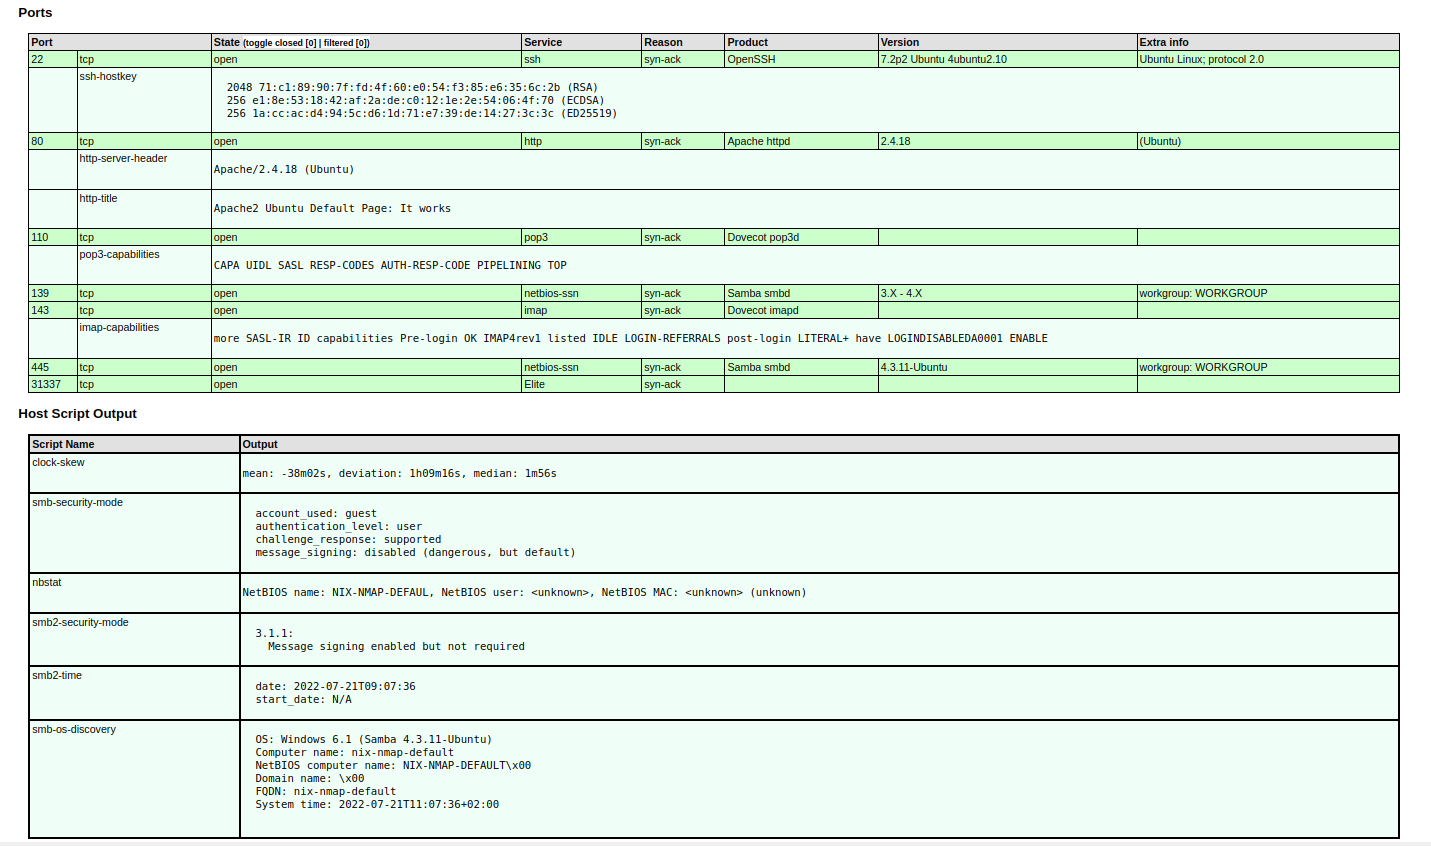 Ports
Port State (toggle closed [0] | filtered [0]) Service Reason Product Version Extra info
22 tcp open ssh syn-ack OpenSSH 7.2p2 Ubuntu 4ubuntu2.10 Ubuntu Linux; protocol 2.0
ssh-hostkey
2048 71:c1:89:90:7f:fd:4f:60:e0:54:f3:85:e6:35:6c:2b (RSA)
256 e1:8e:53:18:42:af:2a:de:c0:12:1e:2e:54:06:4f:70 (ECDSA)
256 1a:cc:ac:d4:94:5c:d6:1d:71:e7:39:de:14:27:3c:3c (ED25519)
80 tcp open http syn-ack Apache httpd 2.4.18 (Ubuntu)
http-server-header
Apache/2.4.18 (Ubuntu)
http-title
Apache2 Ubuntu Default Page: It works
110 tcp open pop3 syn-ack Dovecot pop3d
pop3-capabilities
CAPA UIDL SASL RESP-CODES AUTH-RESP-CODE PIPELINING TOP
139 tcp open netbios-ssn syn-ack Samba smbd 3.X - 4.X workgroup: WORKGROUP
143 tcp open imap syn-ack Dovecot imapd
imap-capabilities
more SASL-IR ID capabilities Pre-login OK IMAP4rev1 listed IDLE LOGIN-REFERRALS post-login LITERAL+ have LOGINDISABLEDA0001 ENABLE
445 tcp open netbios-ssn syn-ack Samba smbd 4.3.11-Ubuntu workgroup: WORKGROUP
31337 tcp open Elite syn-ack
Host Script Output
Script Name Output
clock-skew
mean: -38m02s, deviation: 1h09m16s, median: 1m56s
smb-security-mode
account_used: guest
authentication_level: user
challenge_response: supported
message_signing: disabled (dangerous, but default)
nbstat
NetBIOS name: NIX-NMAP-DEFAUL, NetBIOS user: <unknown>, NetBIOS MAC: <unknown> (unknown)
smb2-security-mode
3.1.1:
Message signing enabled but not required
smb2-time
date: 2022-07-21T09:07:36
start_date: N/A
smb-os-discovery
OS: Windows 6.1 (Samba 4.3.11-Ubuntu)
Computer name: nix-nmap-default
NetBIOS computer name: NIX-NMAP-DEFAULT\x00
Domain name: \x00
FQDN: nix-nmap-default
System time: 2022-07-21T11:07:36+02:00